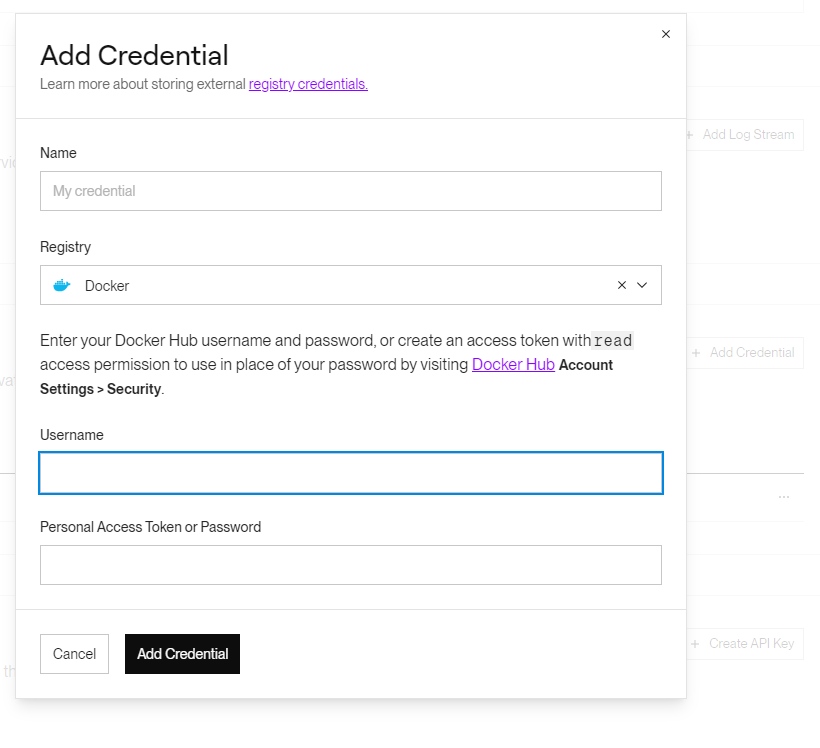 Add Credential
Learn more about storing external registry credentials.
+ Add Log Stream
Name
My credential
Registry
Docker
Enter your Docker Hub username and password, or create an access token with read
+ Add Credential
access permission to use in place of your password by visiting Docker Hub Account
Settings > Security.
Username
...
Personal Access Token or Password
+ Create API Key
Cancel
Add Credential